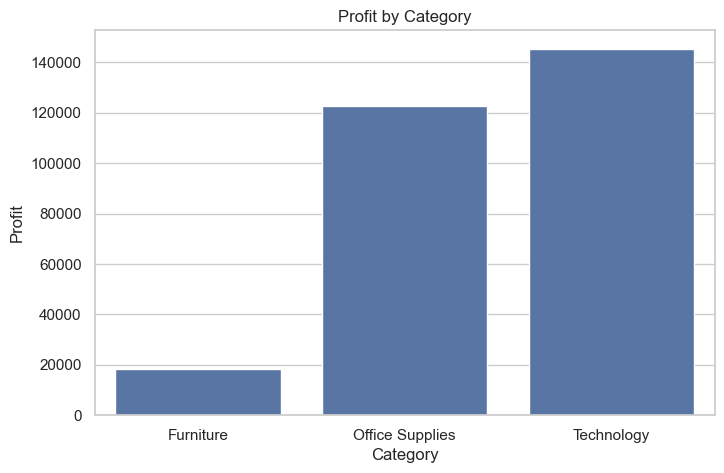 Profit by Category
Profit
140000
120000
100000
80000
60000
40000
20000
0
Furniture
Office Supplies
Technology
Category